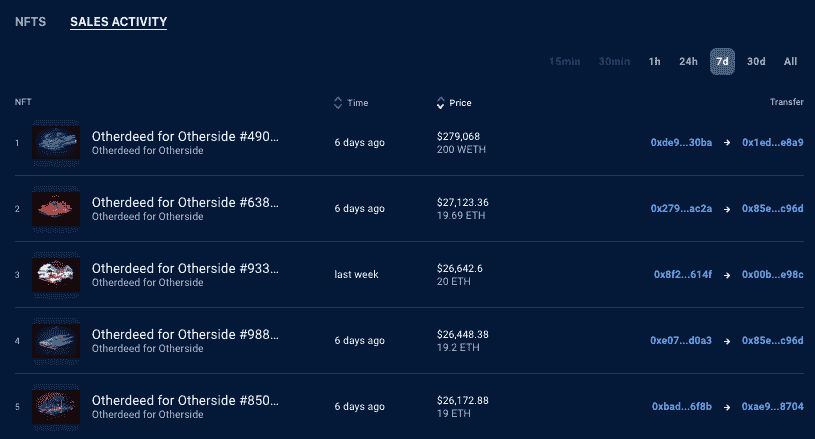 NFTS SALES ACTIVITY
15min 30min 1h 24h 7d 30d All
NFT Time Price Transfer
1 Otherdeed for Otherside #490... 6 days ago $279,068 0xde9...30ba → 0x1ed...e8a9
Otherdeed for Otherside 200 WETH
2 Otherdeed for Otherside #638... 6 days ago $27,123.36 0x279...ac2a → 0x85e...c96d
Otherdeed for Otherside 19.69 ETH
3 Otherdeed for Otherside #933... last week $26,642.6 0x8f2...614f → 0x00b...e98c
Otherdeed for Otherside 20 ETH
4 Otherdeed for Otherside #988... 6 days ago $26,448.38 0xe07...d0a3 → 0x85e...c96d
Otherdeed for Otherside 19.2 ETH
5 Otherdeed for Otherside #850... 6 days ago $26,172.88 0xbad...6f8b → 0xae9...8704
Otherdeed for Otherside 19 ETH